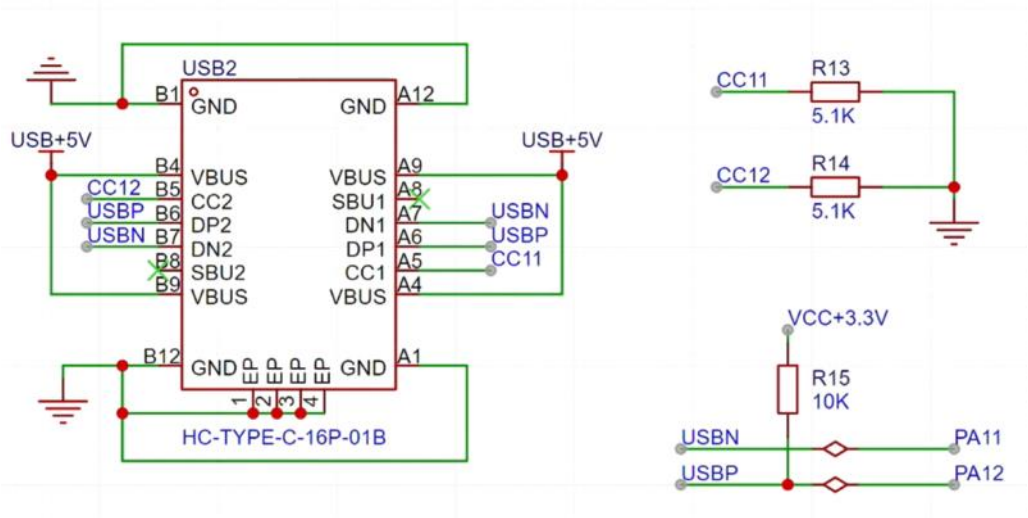 USB2
B1 GND GND A12
USB+5V USB+5V
B4 VBUS VBUS A9
CC12 B5 CC2 SBU1 A8
USBP B6 DP2 DN1 A7 USBN
USBN B7 DN2 DP1 A6 USBP
B8 SBU2 CC1 A5 CC11
B9 VBUS VBUS A4
B12 GND GND A1
EP EP EP EP
1 2 3 4
HC-TYPE-C-16P-01B
CC11 R13
5.1K
CC12 R14
5.1K
VCC+3.3V
R15
10K
USBN PA11
USBP PA12